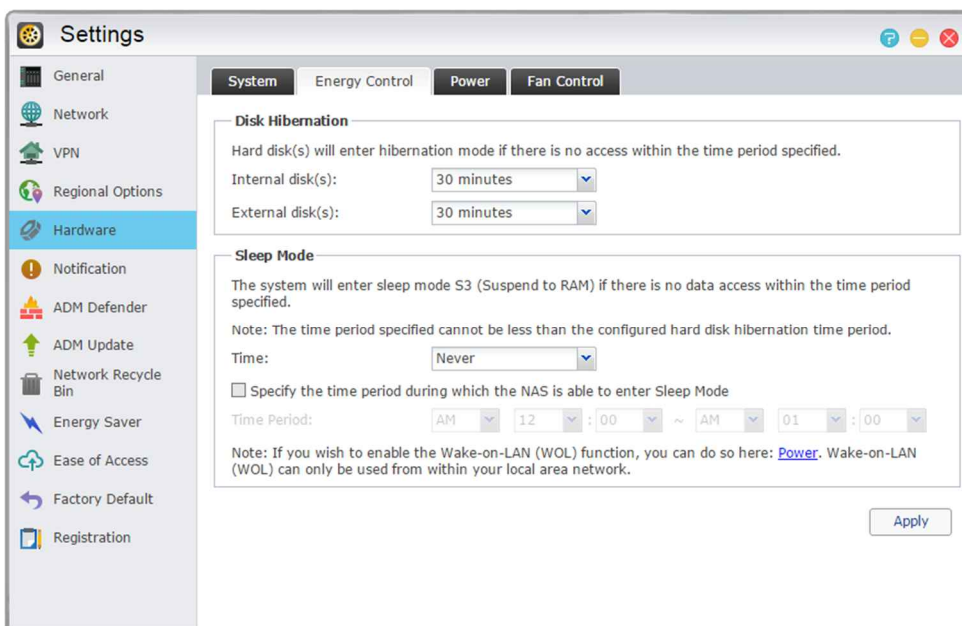 Settings
General
Network
VPN
Regional Options
Hardware
Notification
ADM Defender
ADM Update
Network Recycle
Bin
Energy Saver
Ease of Access
Factory Default
Registration
System
Energy Control
Power
Fan Control
Disk Hibernation
Hard disk(s) will enter hibernation mode if there is no access within the time period specified.
Internal disk(s): 30 minutes
External disk(s): 30 minutes
Sleep Mode
The system will enter sleep mode S3 (Suspend to RAM) if there is no data access within the time period
specified.
Note: The time period specified cannot be less than the configured hard disk hibernation time period.
Time: Never
Specify the time period during which the NAS is able to enter Sleep Mode
Time Period: AM 12 : 00 ~ AM 01 : 00
Note: If you wish to enable the Wake-on-LAN (WOL) function, you can do so here: Power. Wake-on-LAN
(WOL) can only be used from within your local area network.
Apply